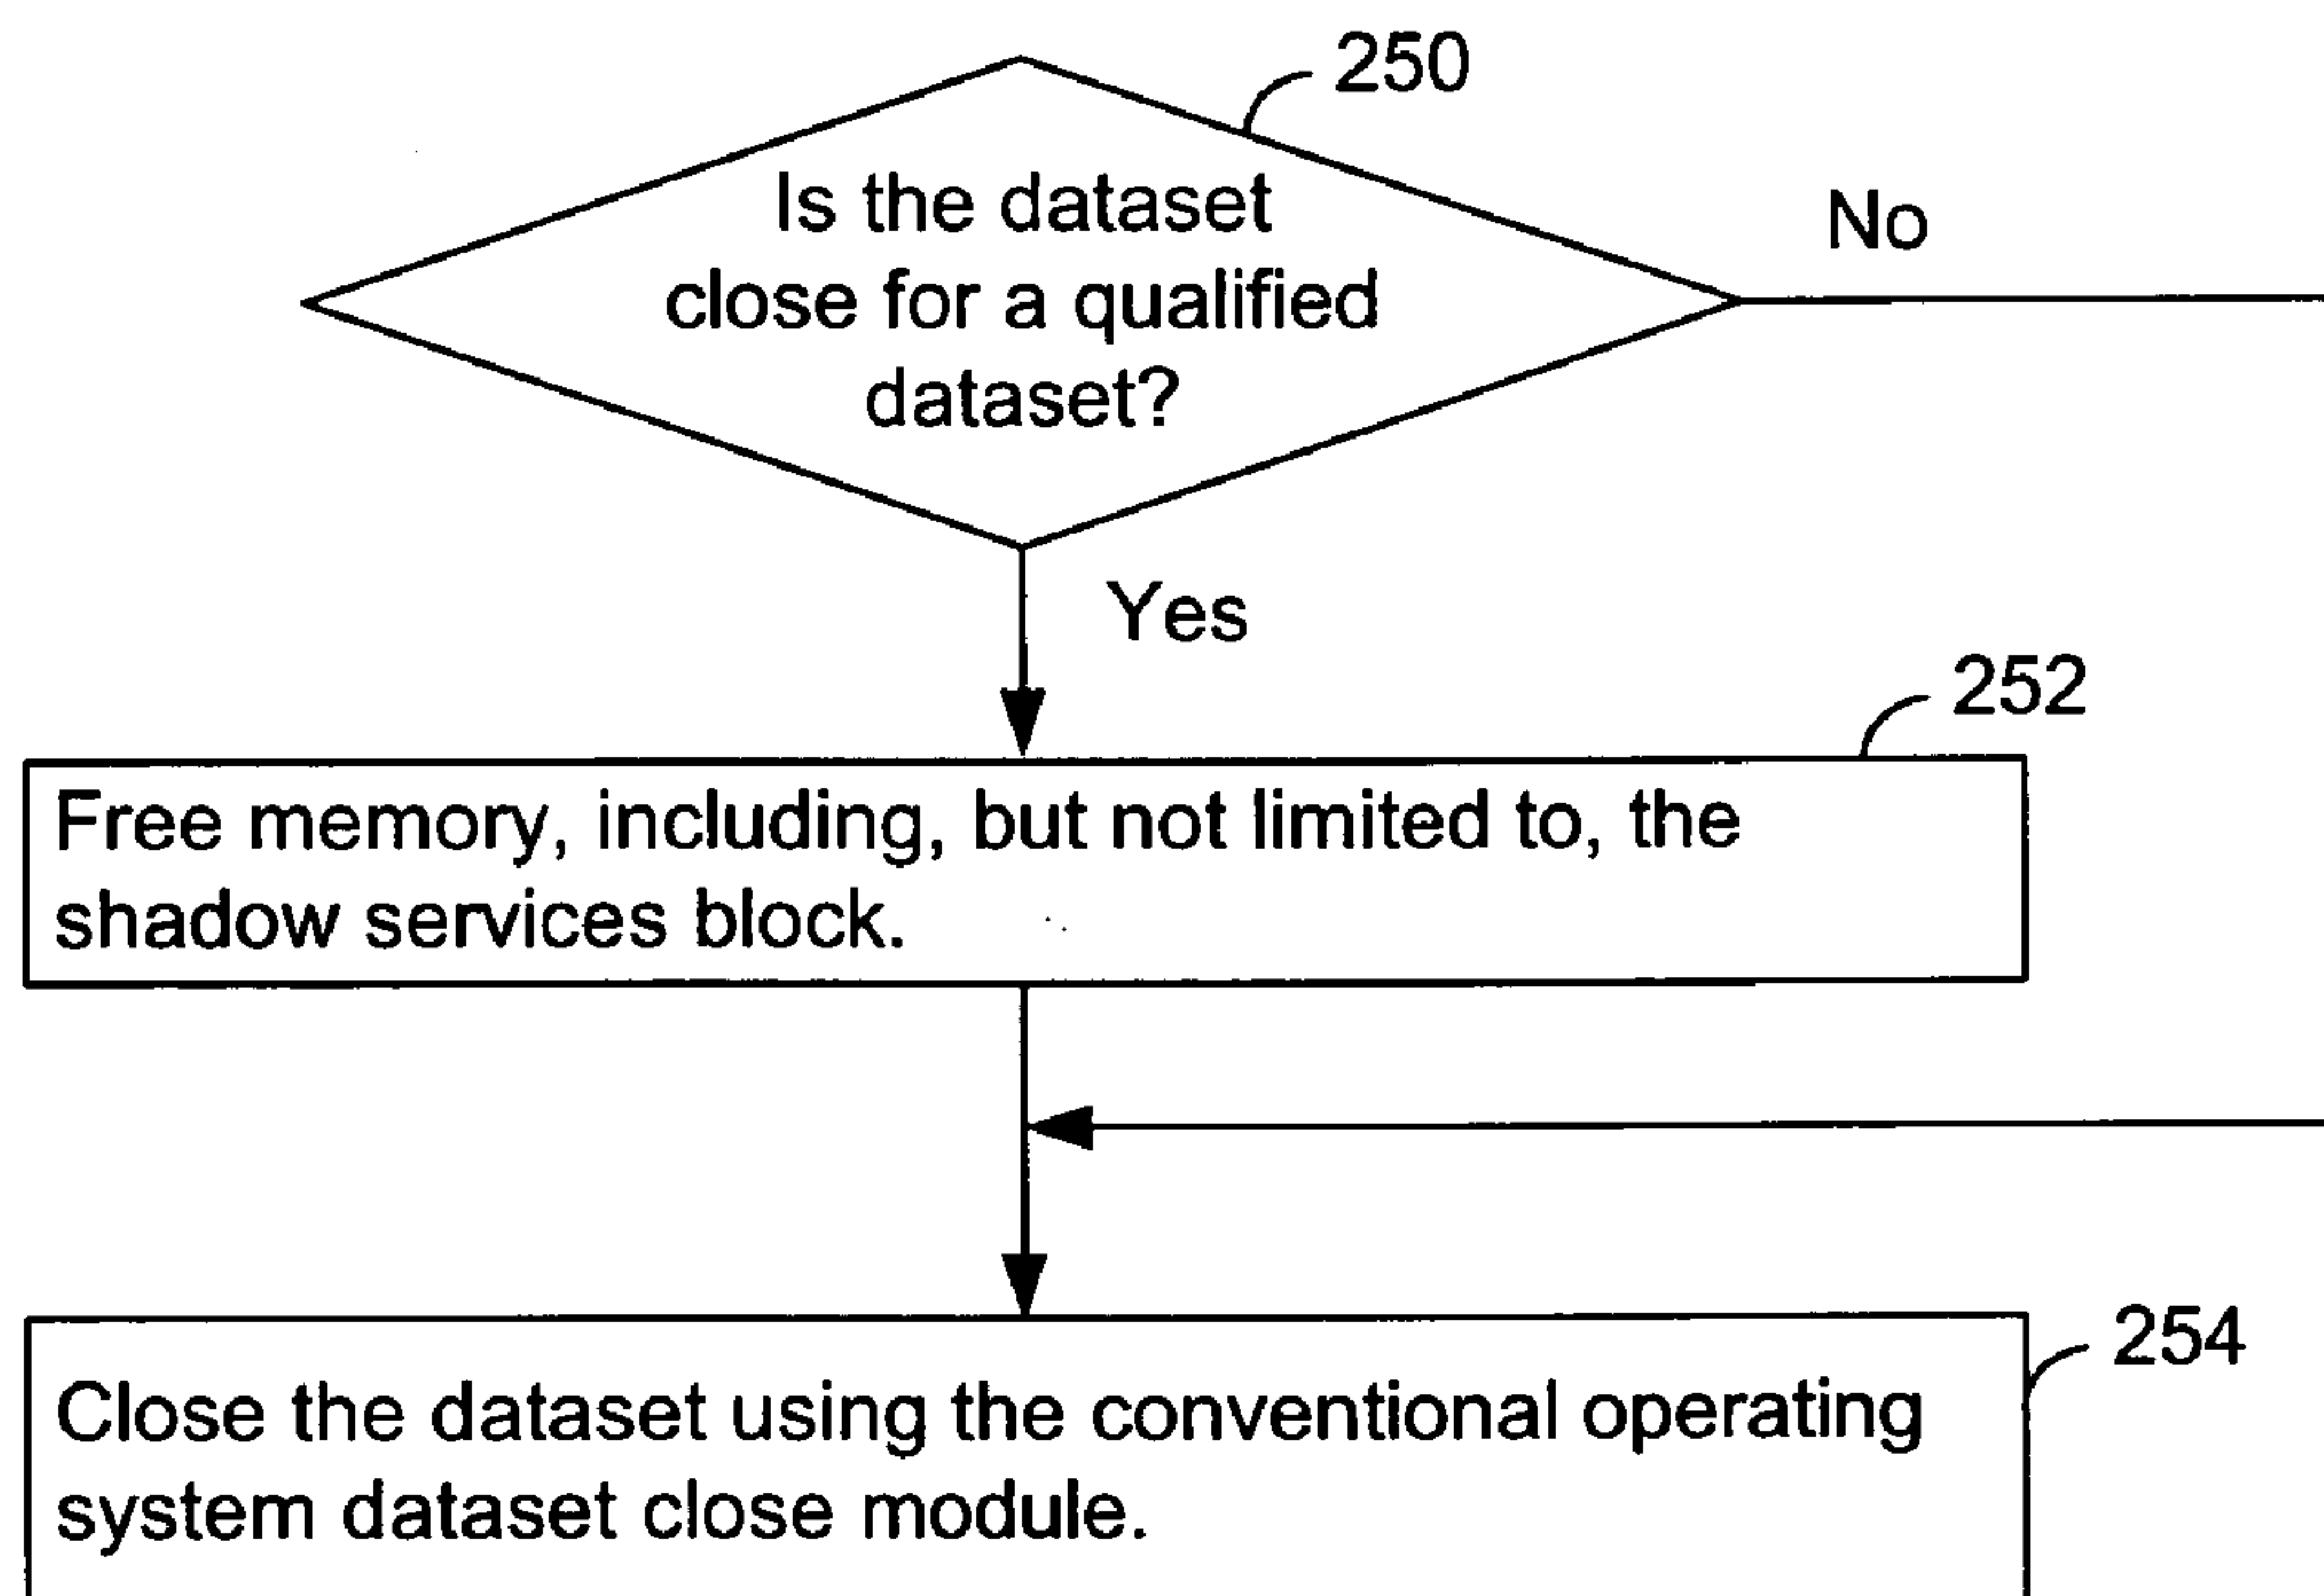 250
Is the dataset
close for a qualified
dataset?
No
Yes
252
Free memory, including, but not limited to, the
shadow services block.
254
Close the dataset using the conventional operating
system dataset close module.